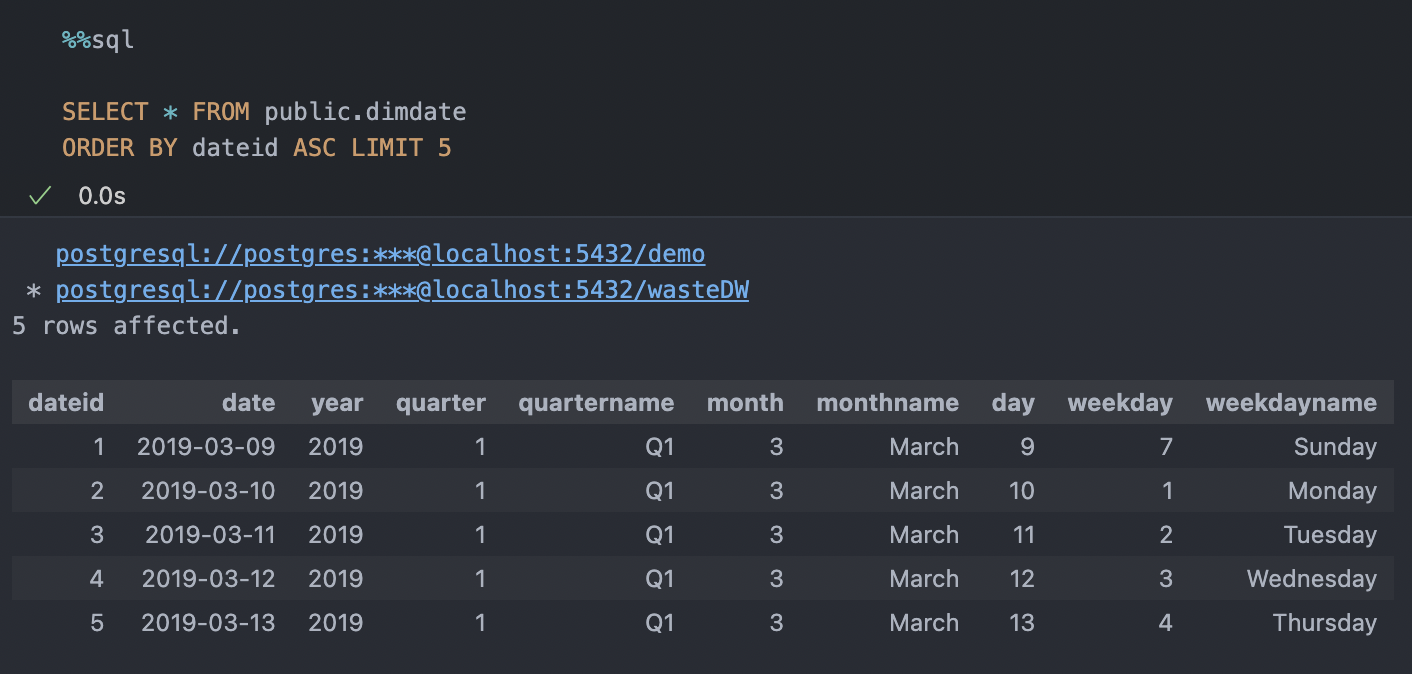 %%sql
SELECT * FROM public.dimdate
ORDER BY dateid ASC LIMIT 5
✓ 0.0s
postgresql://postgres:***@localhost:5432/demo
* postgresql://postgres:***@localhost:5432/wasteDW
5 rows affected.
dateid date year quarter quartername month monthname day weekday weekdayname
1 2019-03-09 2019 1 Q1 3 March 9 7 Sunday
2 2019-03-10 2019 1 Q1 3 March 10 1 Monday
3 2019-03-11 2019 1 Q1 3 March 11 2 Tuesday
4 2019-03-12 2019 1 Q1 3 March 12 3 Wednesday
5 2019-03-13 2019 1 Q1 3 March 13 4 Thursday